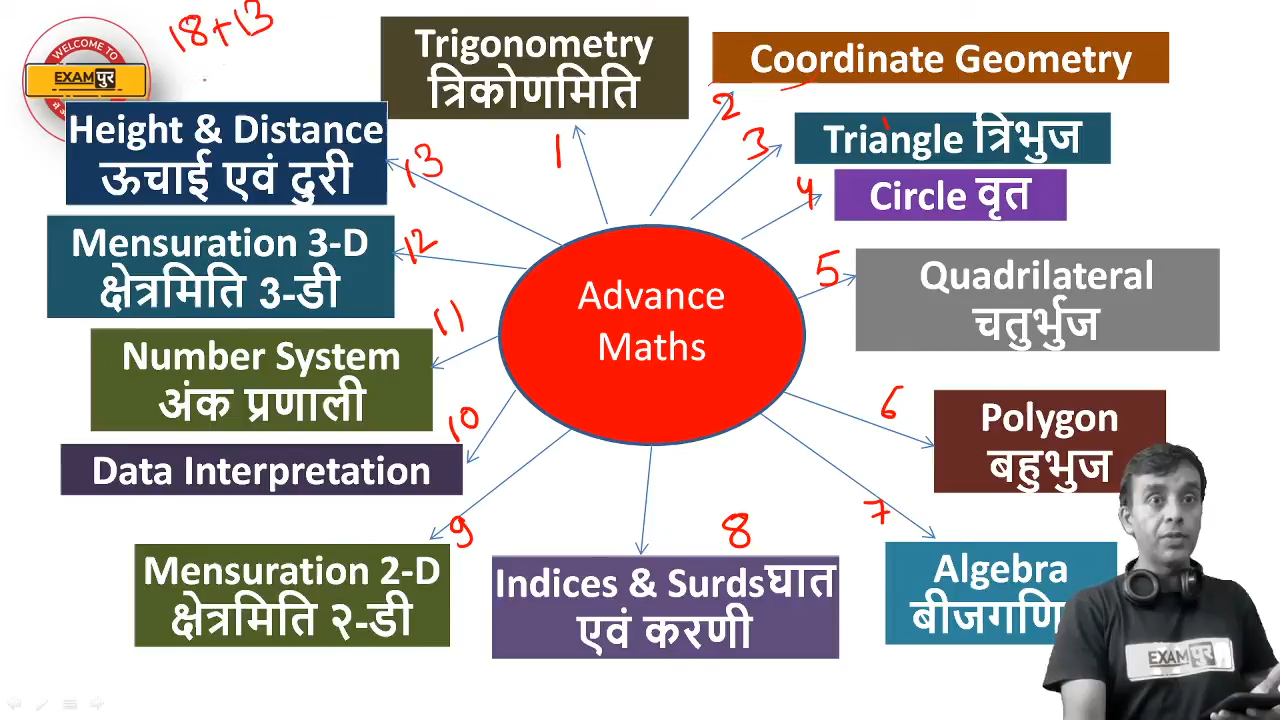 18+13
WELCOME TO
EXAMपुर
Trigonometry
त्रिकोणमिति
1
Coordinate Geometry
2
Triangle त्रिभुज
3
Circle वृत
4
Quadrilateral
चतुर्भुज
5
Polygon
बहुभुज
6
Algebra
बीजगणि
7
Indices & Surdsघात
एवं करणी
8
Mensuration 2-D
क्षेत्रमिति २-डी
9
Data Interpretation
10
Number System
अंक प्रणाली
11
Mensuration 3-D
क्षेत्रमिति 3-डी
12
Height & Distance
ऊचाई एवं दुरी
13
Advance
Maths
EXAMपुर